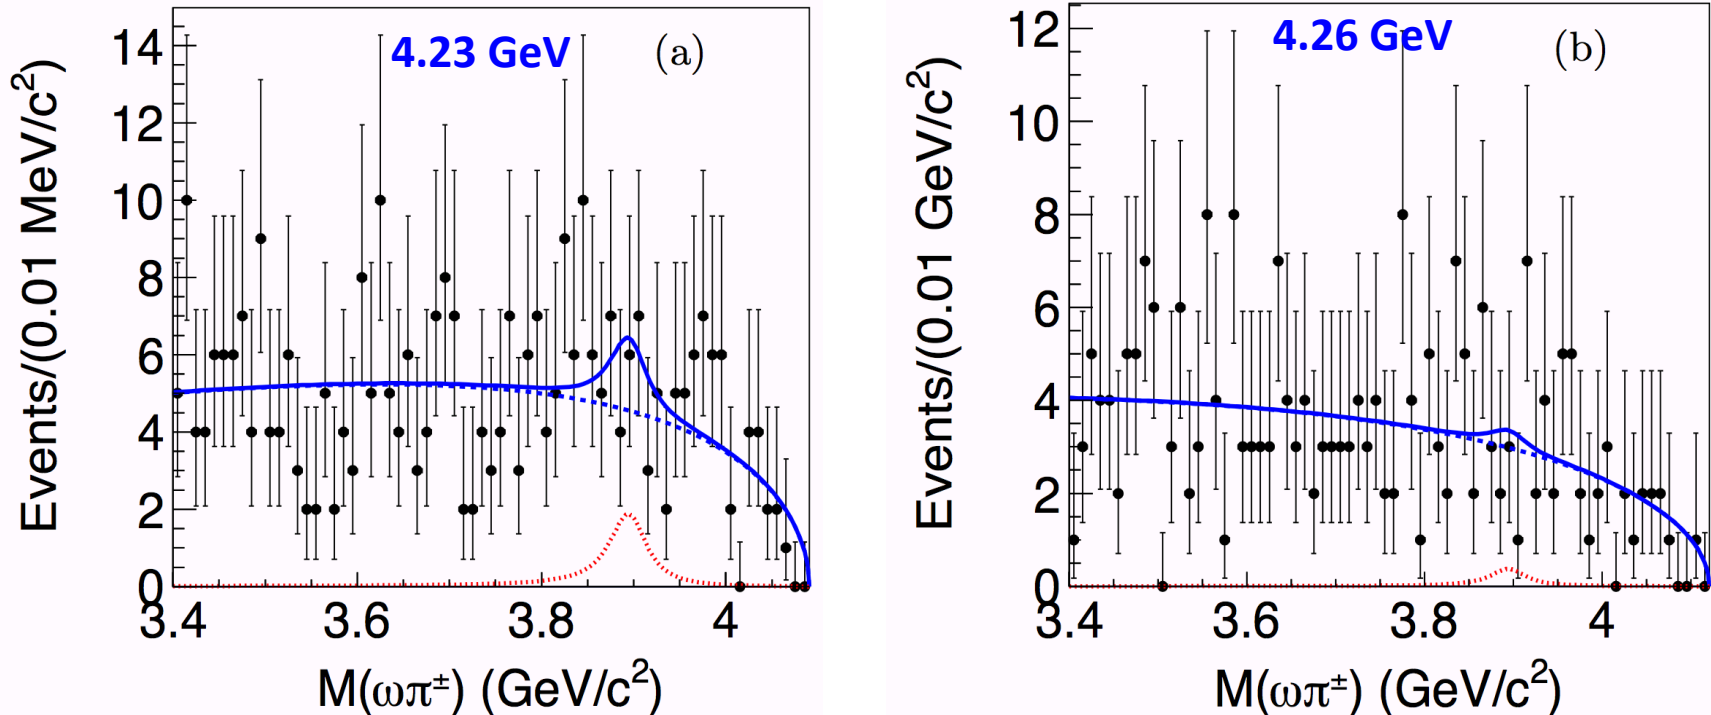 4.23 GeV
(a)
14
12
10
8
6
4
2
0
3.4 3.6 3.8 4
Events/(0.01 MeV/c²)
M(ωπ±) (GeV/c²)
4.26 GeV
(b)
12
10
8
6
4
2
0
3.4 3.6 3.8 4
Events/(0.01 GeV/c²)
M(ωπ±) (GeV/c²)